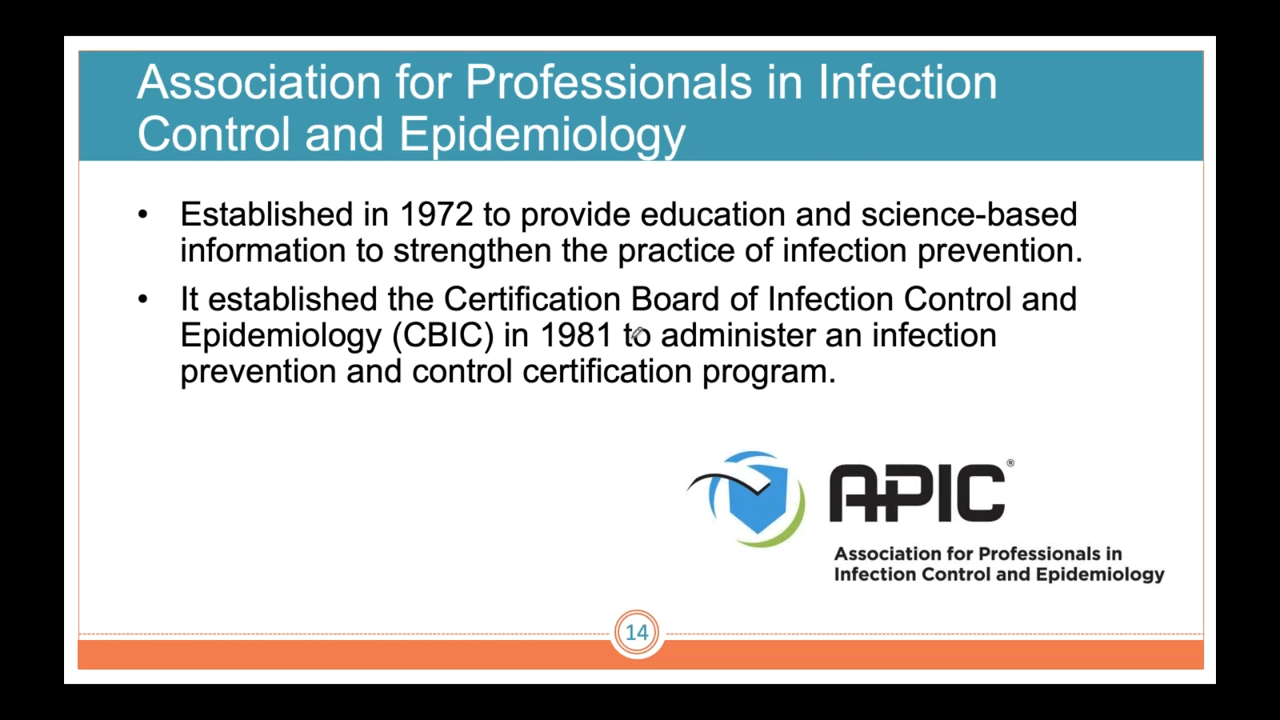 Association for Professionals in Infection
Control and Epidemiology
• Established in 1972 to provide education and science-based
information to strengthen the practice of infection prevention.
• It established the Certification Board of Infection Control and
Epidemiology (CBIC) in 1981 to administer an infection
prevention and control certification program.
APIC®
Association for Professionals in
Infection Control and Epidemiology
14